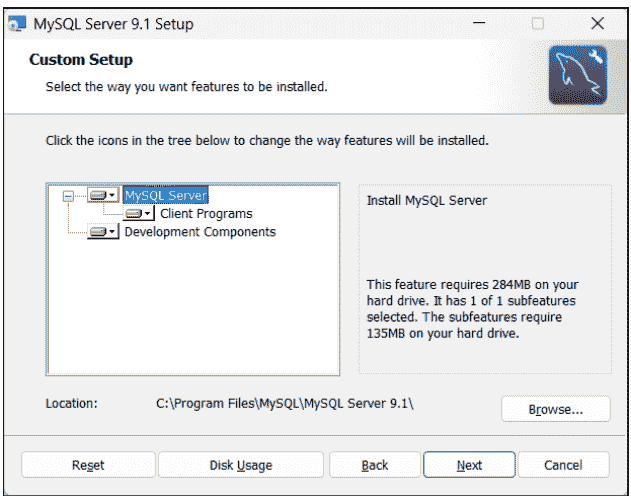 MySQL Server 9.1 Setup
Custom Setup
Select the way you want features to be installed.
Click the icons in the tree below to change the way features will be installed.
MySQL Server
Client Programs
Development Components
Install MySQL Server
This feature requires 284MB on your
hard drive. It has 1 of 1 subfeatures
selected. The subfeatures require
135MB on your hard drive.
Location: C:\Program Files\MySQL\MySQL Server 9.1\
Browse...
Reset Disk Usage Back Next Cancel